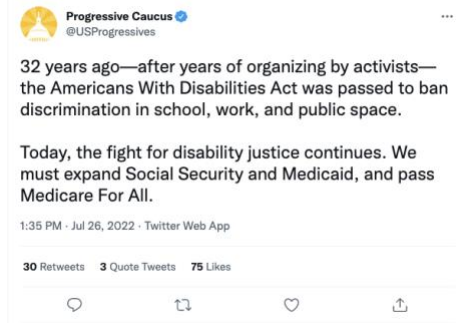 Progressive Caucus
@USProgressives
32 years ago—after years of organizing by activists—
the Americans With Disabilities Act was passed to ban
discrimination in school, work, and public space.
Today, the fight for disability justice continues. We
must expand Social Security and Medicaid, and pass
Medicare For All.
1:35 PM · Jul 26, 2022 · Twitter Web App
30 Retweets 3 Quote Tweets 75 Likes